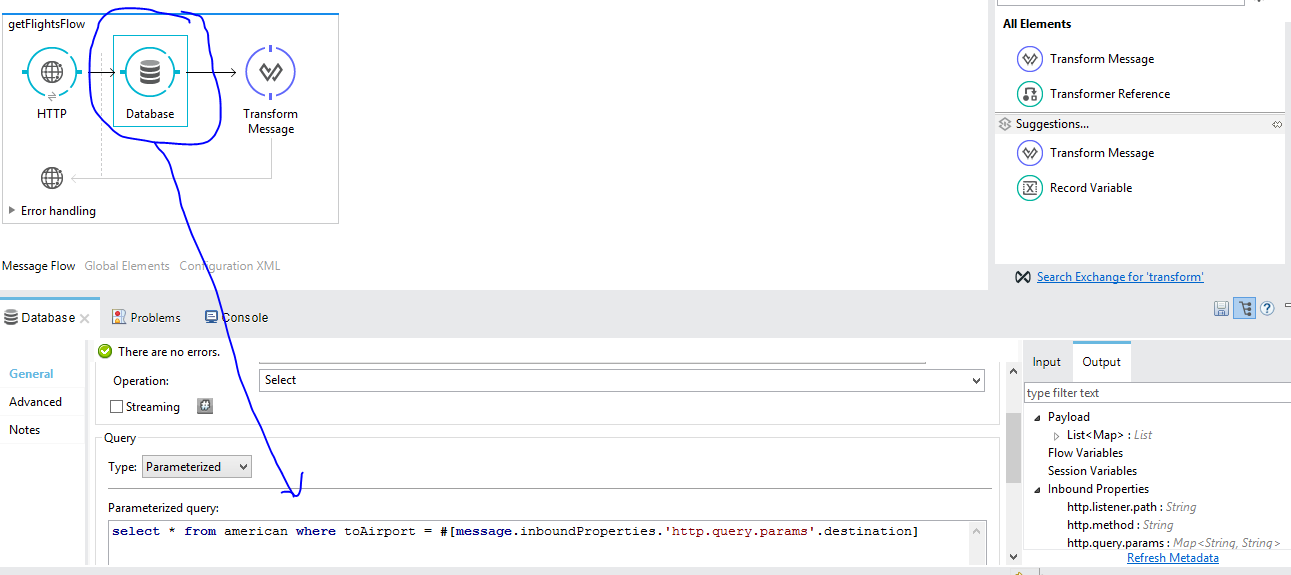 getFlightsFlow
HTTP
Database
Transform
Message
Error handling
Message Flow Global Elements Configuration XML
All Elements
Transform Message
Transformer Reference
Suggestions...
Transform Message
Record Variable
Search Exchange for 'transform'
Database Problems Console
There are no errors.
General
Advanced
Notes
Operation: Select
Streaming
Query
Type: Parameterized
Parameterized query:
select * from american where toAirport = #[message.inboundProperties.'http.query.params'.destination]
Input Output
type filter text
Payload
List<Map> : List
Flow Variables
Session Variables
Inbound Properties
http.listener.path : String
http.method : String
http.query.params : Map<String, String>
Refresh Metadata